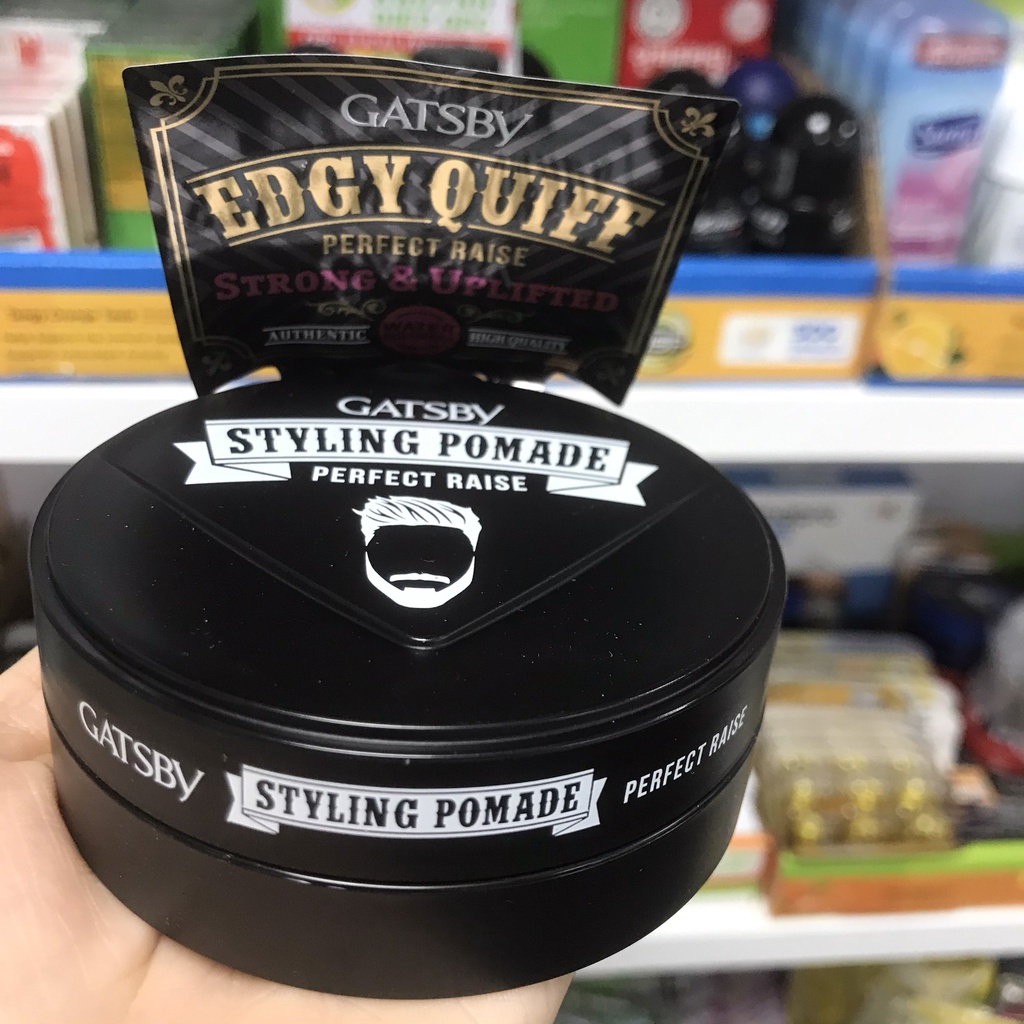 GATSBY
EDGY QUIFF
PERFECT RAISE
STRONG & UPLIFTED
AUTHENTIC WATER HIGH QUALITY
GATSBY
STYLING POMADE
PERFECT RAISE
GATSBY STYLING POMADE PERFECT RAISE